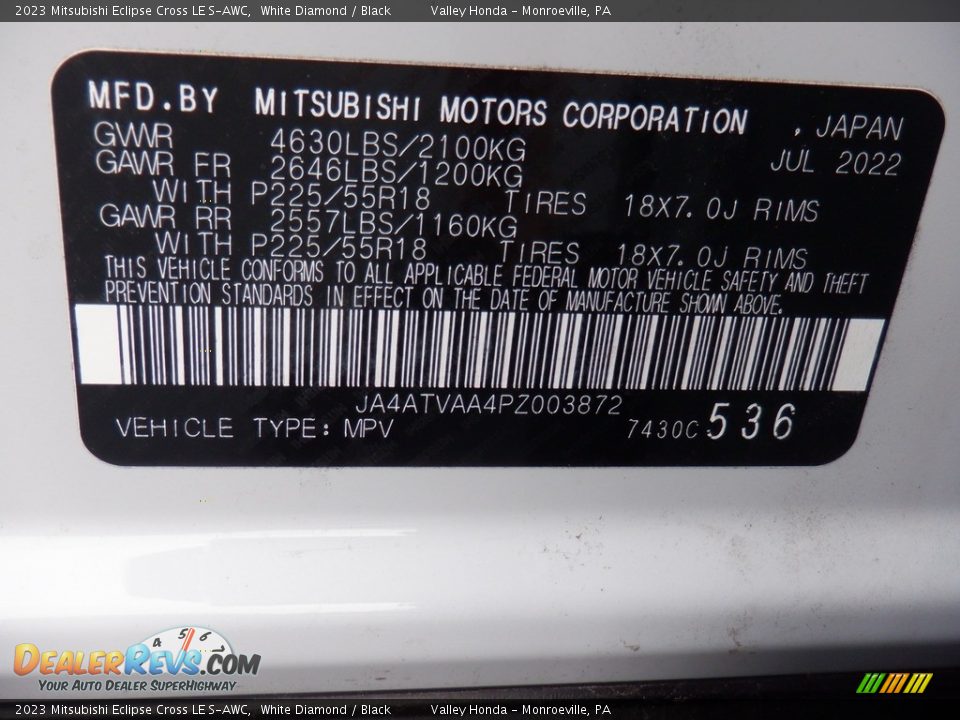 2023 Mitsubishi Eclipse Cross LE S-AWC, White Diamond / Black Valley Honda - Monroeville, PA
MFD.BY MITSUBISHI MOTORS CORPORATION , JAPAN
GVWR 4630LBS/2100KG JUL 2022
GAWR FR 2646LBS/1200KG
WITH P225/55R18 TIRES 18X7.0J RIMS
GAWR RR 2557LBS/1160KG
WITH P225/55R18 TIRES 18X7.0J RIMS
THIS VEHICLE CONFORMS TO ALL APPLICABLE FEDERAL MOTOR VEHICLE SAFETY AND THEFT
PREVENTION STANDARDS IN EFFECT ON THE DATE OF MANUFACTURE SHOWN ABOVE.
JA4ATVAA4PZ003872
VEHICLE TYPE: MPV 7430C 536
4 5 6
DEALERREVS.COM
YOUR AUTO DEALER SUPERHIGHWAY
2023 Mitsubishi Eclipse Cross LE S-AWC, White Diamond / Black Valley Honda - Monroeville, PA